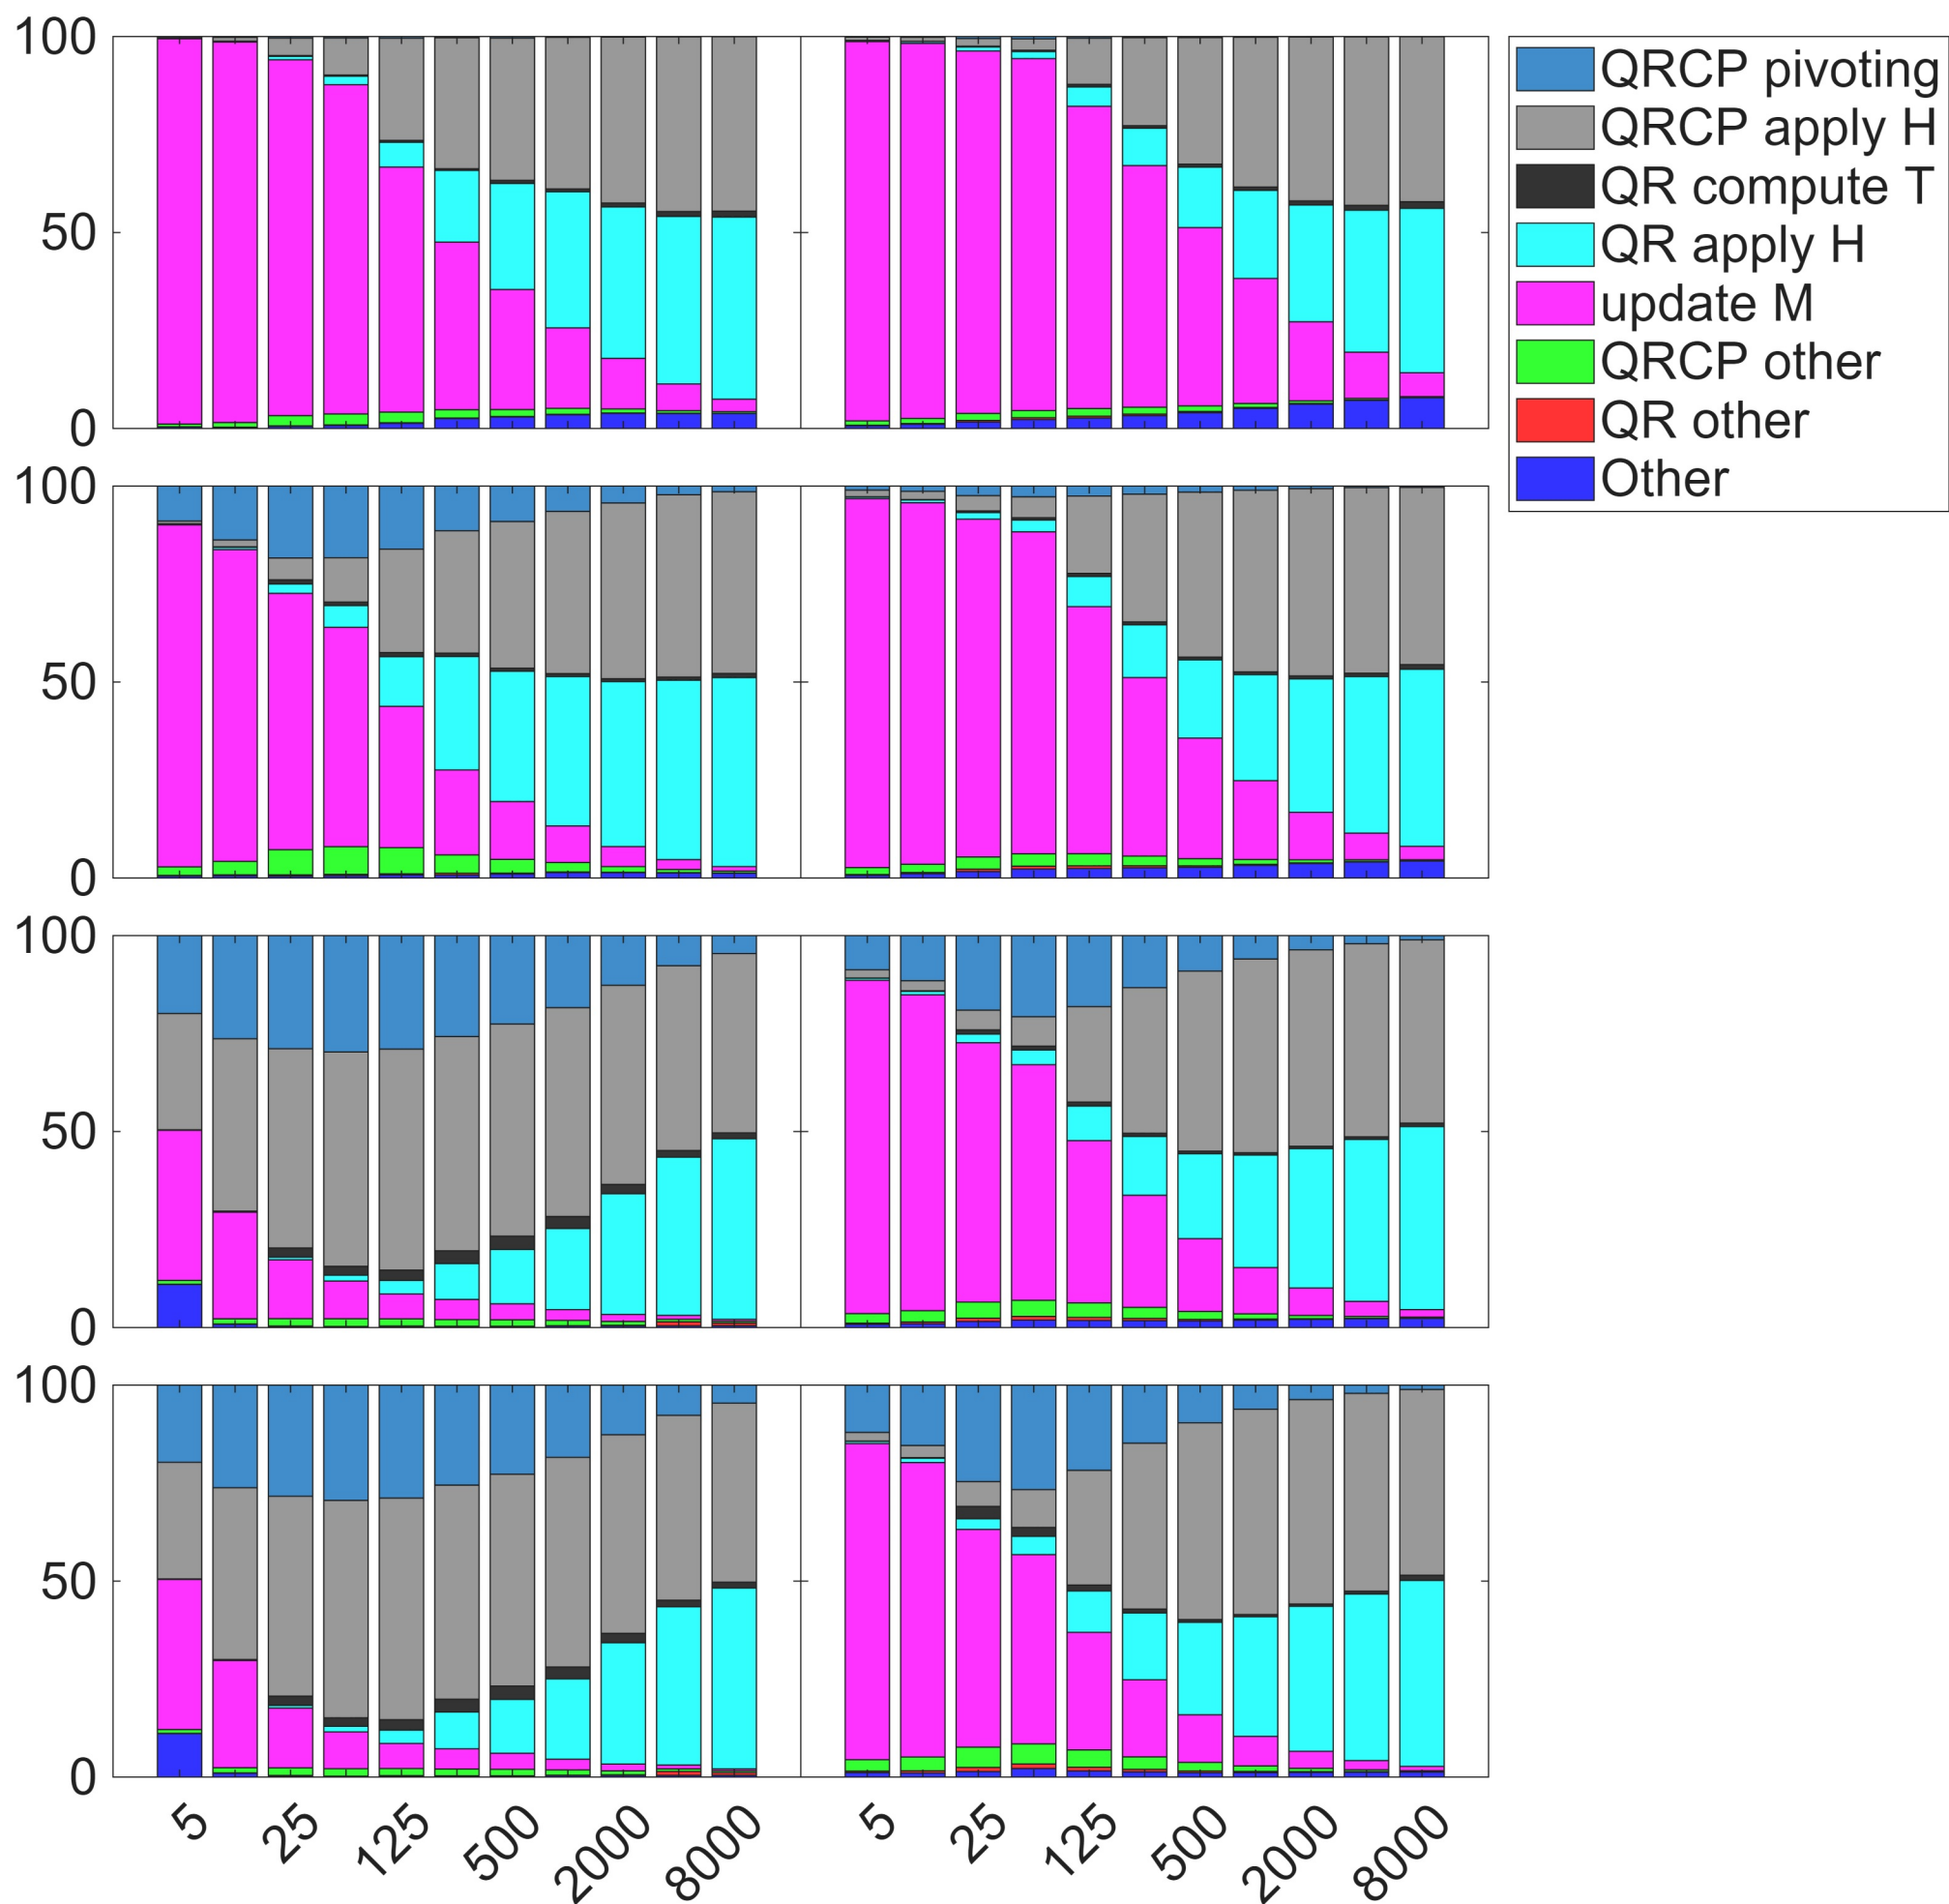 100
50
0
QRCP pivoting
QRCP apply H
QR compute T
QR apply H
update M
QRCP other
QR other
Other
100
50
0
100
50
0
100
50
0
5 25 125 500 2000 8000 5 25 125 500 2000 8000